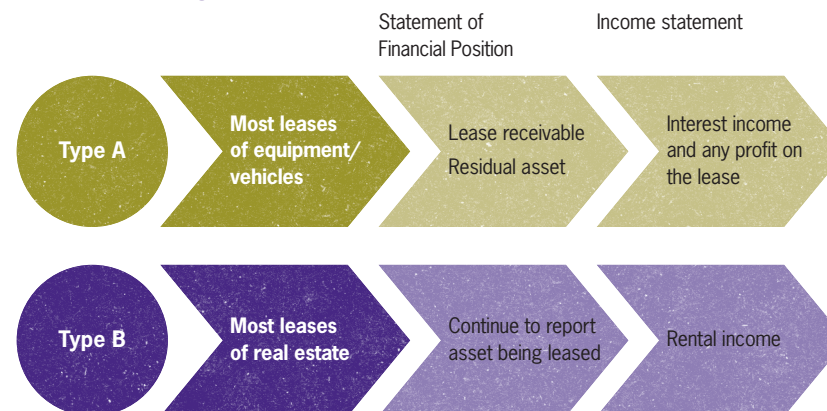 Statement of
Financial Position
Income statement
Type A
Most leases
of equipment/
vehicles
Lease receivable
Residual asset
Interest income
and any profit on
the lease
Type B
Most leases
of real estate
Continue to report
asset being leased
Rental income